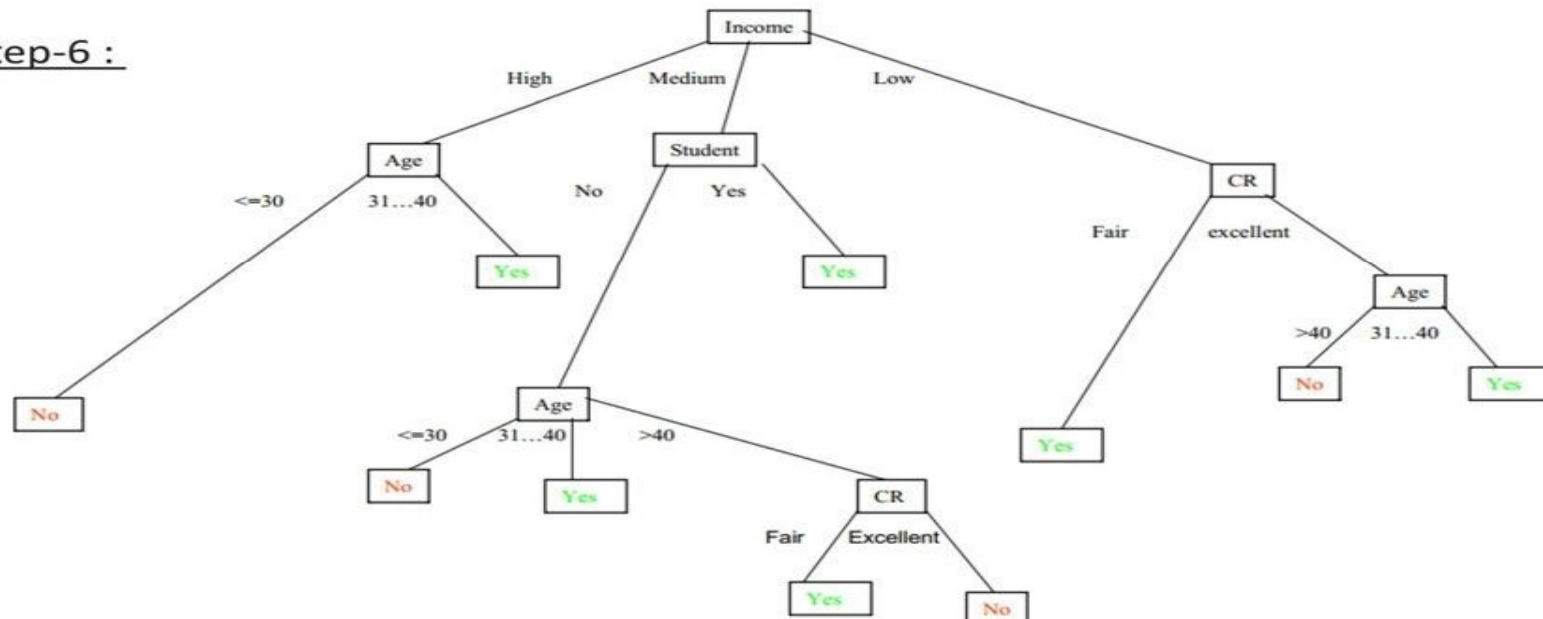 tep-6 :
Income
High Medium Low
Age Student CR
<=30 31...40 No Yes
Fair excellent
Yes Yes
Age
>40 31...40
No Yes
No
Age
<=30 31...40 >40
Yes
No Yes CR
Fair Excellent
Yes No